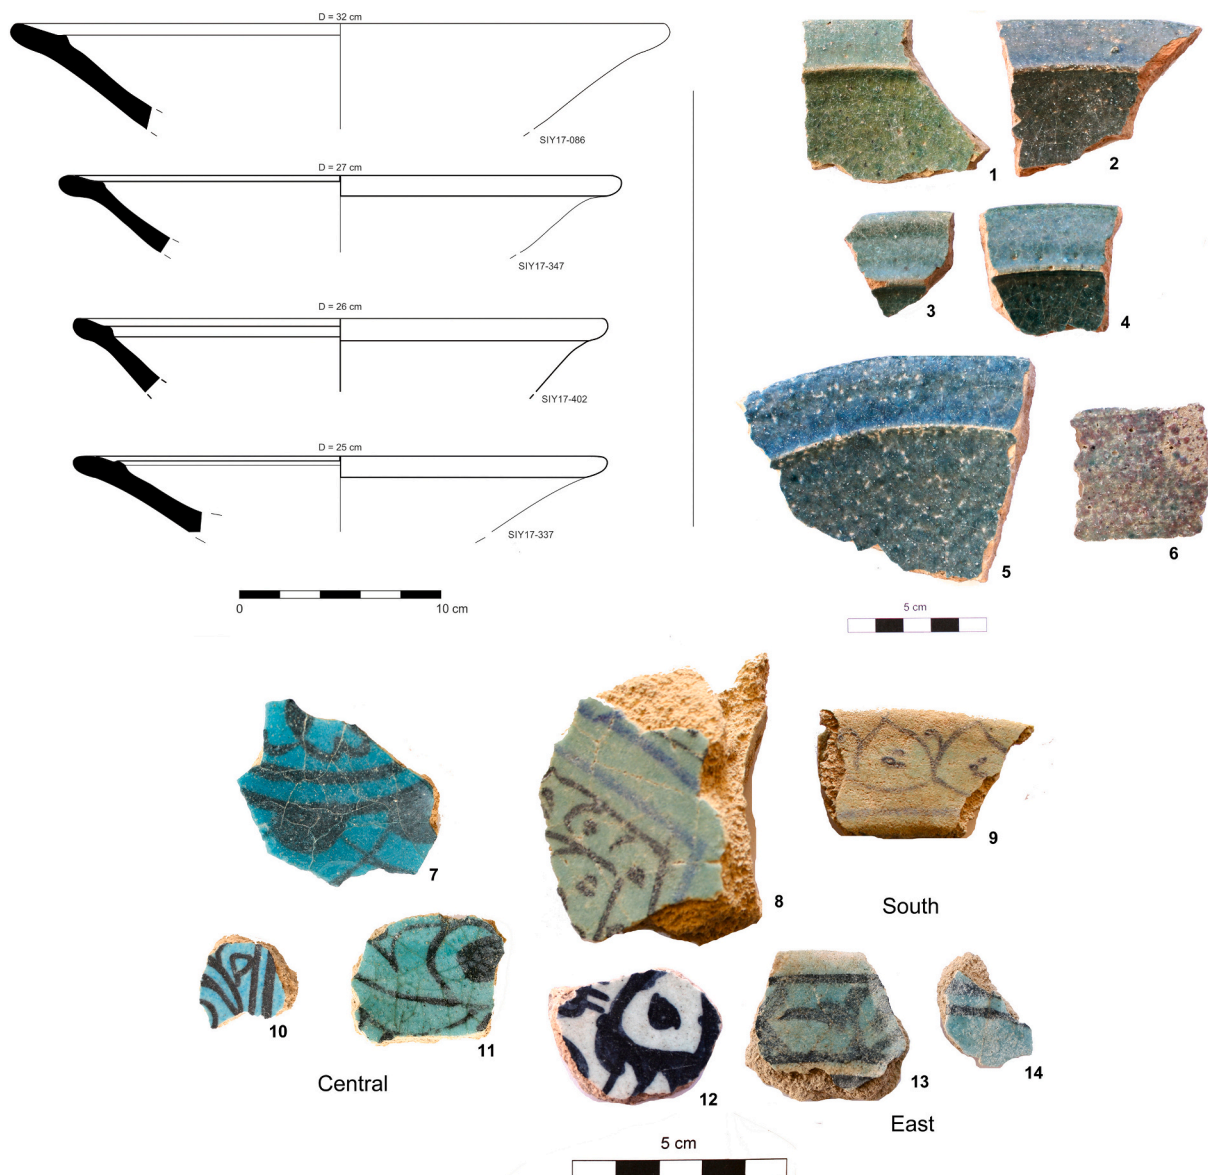 D = 32 cm
SIY17-086
D = 27 cm
SIY17-347
D = 26 cm
SIY17-402
D = 25 cm
SIY17-337
0 10 cm
1
2
3
4
5
6
5 cm
7
8
9
South
10
11
Central
12
13
14
East
5 cm